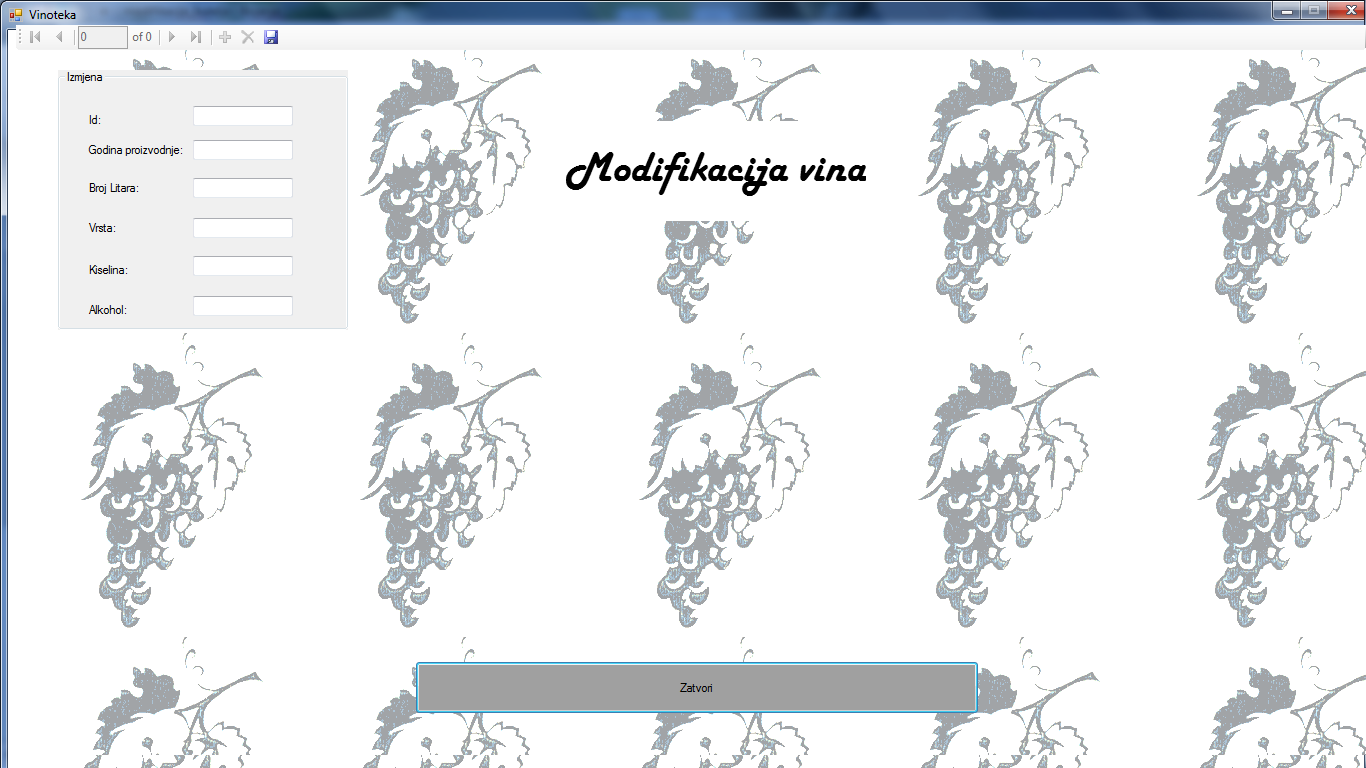 Vinoteka
0 of 0
Izmjena
Modifikacija vina
Id:
Godina proizvodnje:
Broj Litara:
Vrsta:
Kiselina:
Alkohol:
Zatvori